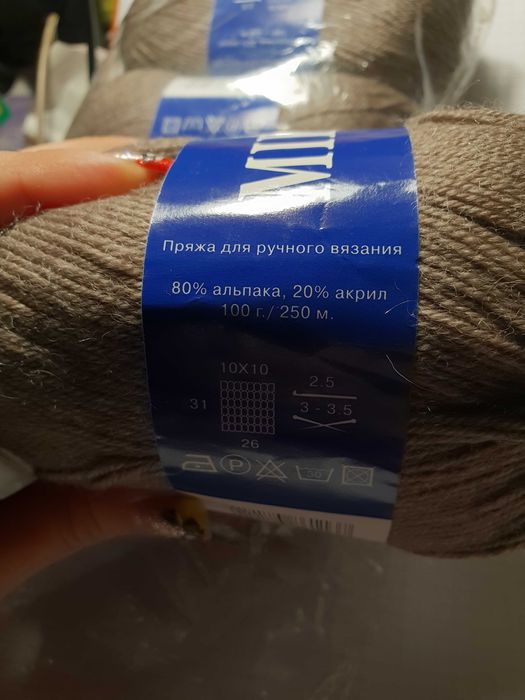 Пряжа для ручного вязания
80% альпака, 20% акрил
100 г./ 250 м.
10X10
2.5
31
3 - 3.5
26
30